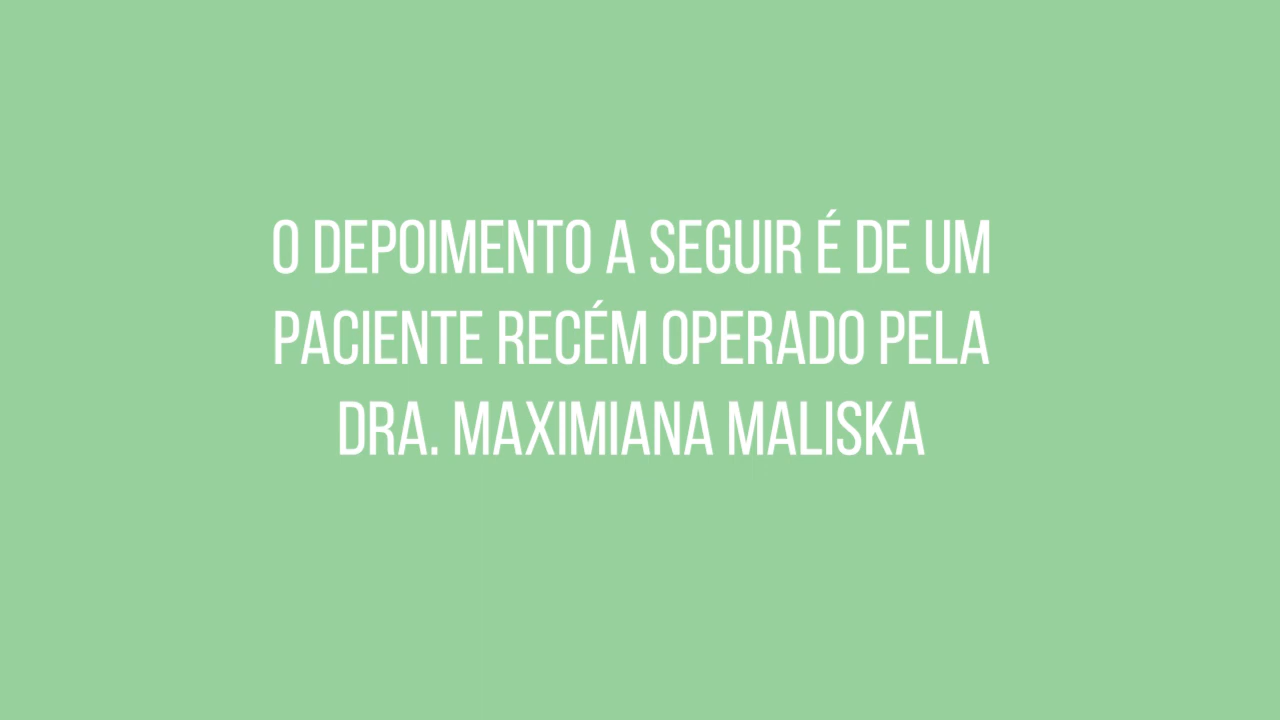 O DEPOIMENTO A SEGUIR É DE UM
PACIENTE RECÉM OPERADO PELA
DRA. MAXIMIANA MALISKA